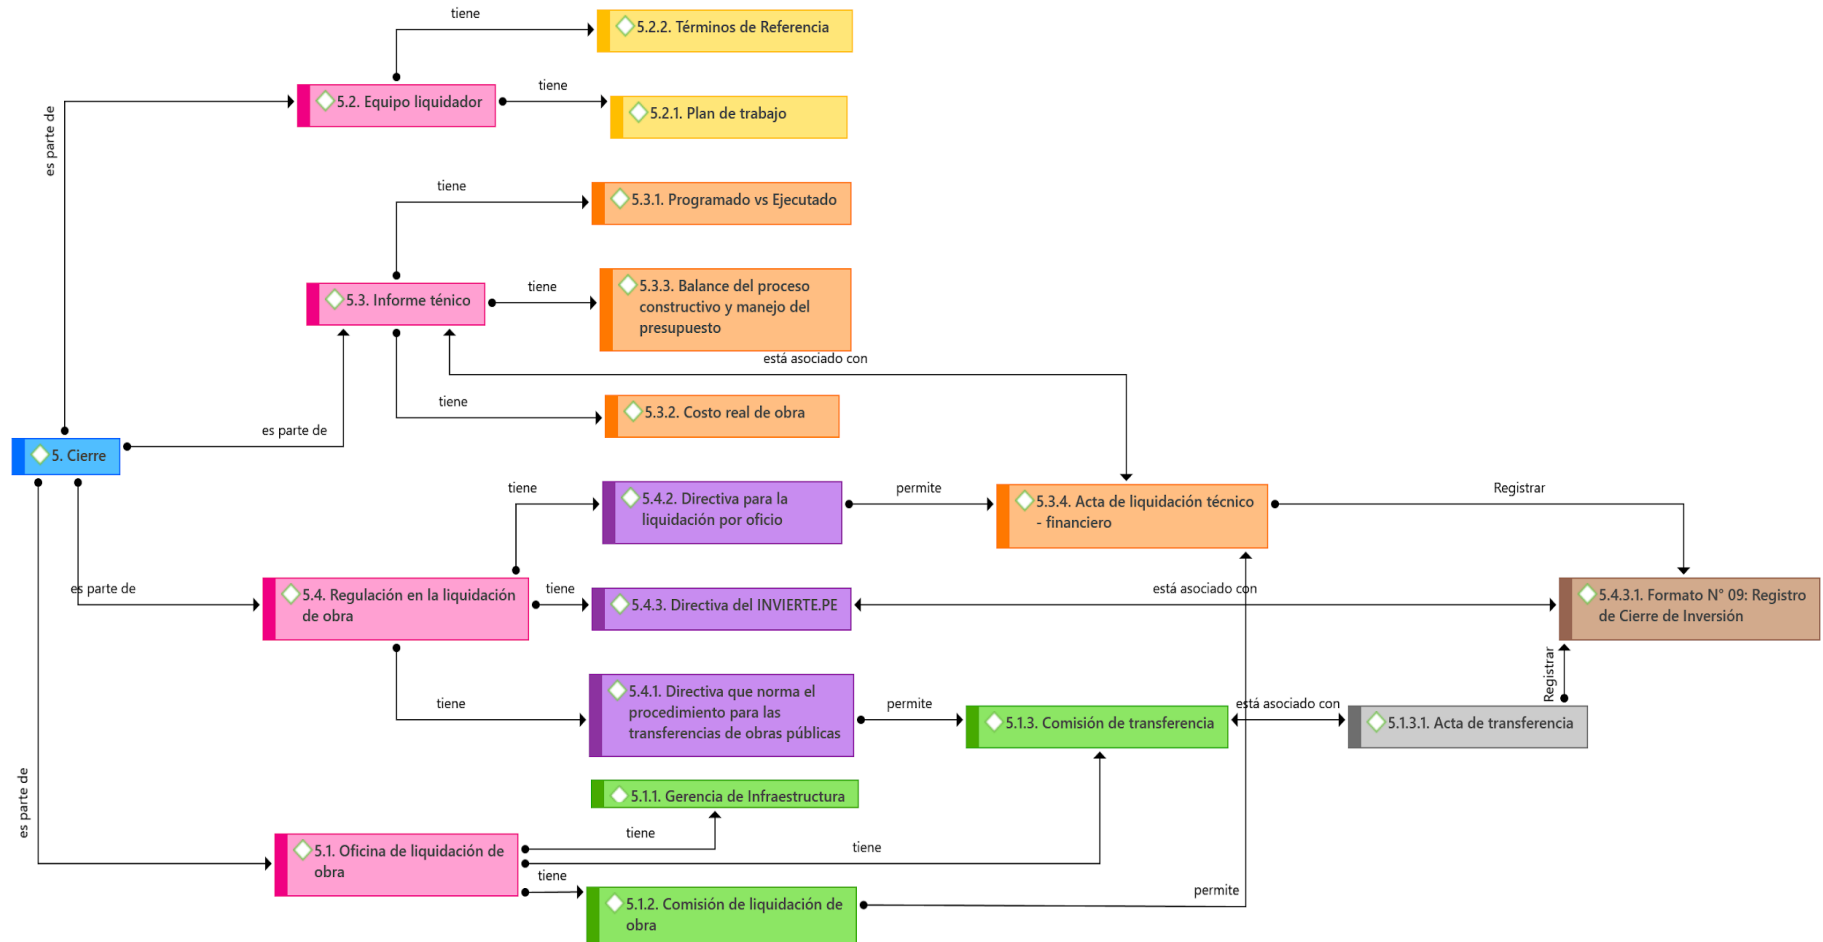 tiene
5.2.2. Términos de Referencia
es parte de
5.2. Equipo liquidador
tiene
5.2.1. Plan de trabajo
tiene
5.3.1. Programado vs Ejecutado
5.3. Informe ténico
tiene
5.3.3. Balance del proceso
constructivo y manejo del
presupuesto
está asociado con
tiene
5.3.2. Costo real de obra
es parte de
5. Cierre
tiene
5.4.2. Directiva para la
liquidación por oficio
permite
5.3.4. Acta de liquidación técnico
- financiero
Registrar
es parte de
5.4. Regulación en la liquidación
de obra
tiene
5.4.3. Directiva del INVIERTE.PE
está asociado con
5.4.3.1. Formato N° 09: Registro
de Cierre de Inversión
tiene
5.4.1. Directiva que norma el
procedimiento para las
transferencias de obras públicas
permite
5.1.3. Comisión de transferencia
está asociado con
5.1.3.1. Acta de transferencia
Registrar
es parte de
5.1.1. Gerencia de Infraestructura
5.1. Oficina de liquidación de
obra
tiene
tiene
tiene
5.1.2. Comisión de liquidación de
obra
permite